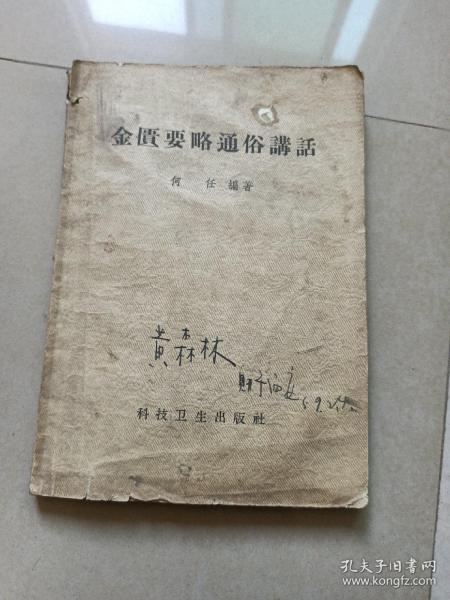 金匱要略通俗講話
何 任 編著
黄森林
科技卫生出版社
孔夫子旧书网
www.kongfz.com